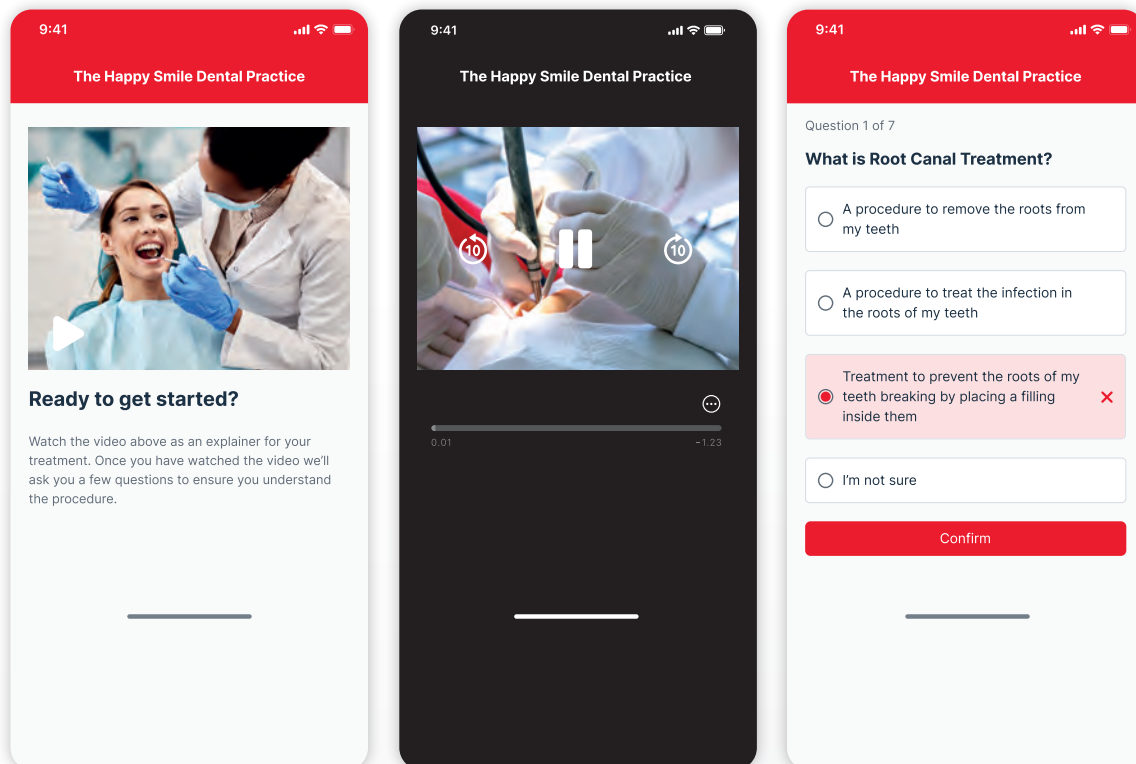 9:41
The Happy Smile Dental Practice
Ready to get started?
Watch the video above as an explainer for your
treatment. Once you have watched the video we'll
ask you a few questions to ensure you understand
the procedure.
9:41
The Happy Smile Dental Practice
10
10
0.01
−1.23
9:41
The Happy Smile Dental Practice
Question 1 of 7
What is Root Canal Treatment?
A procedure to remove the roots from
my teeth
A procedure to treat the infection in
the roots of my teeth
Treatment to prevent the roots of my
teeth breaking by placing a filling
inside them
I'm not sure
Confirm